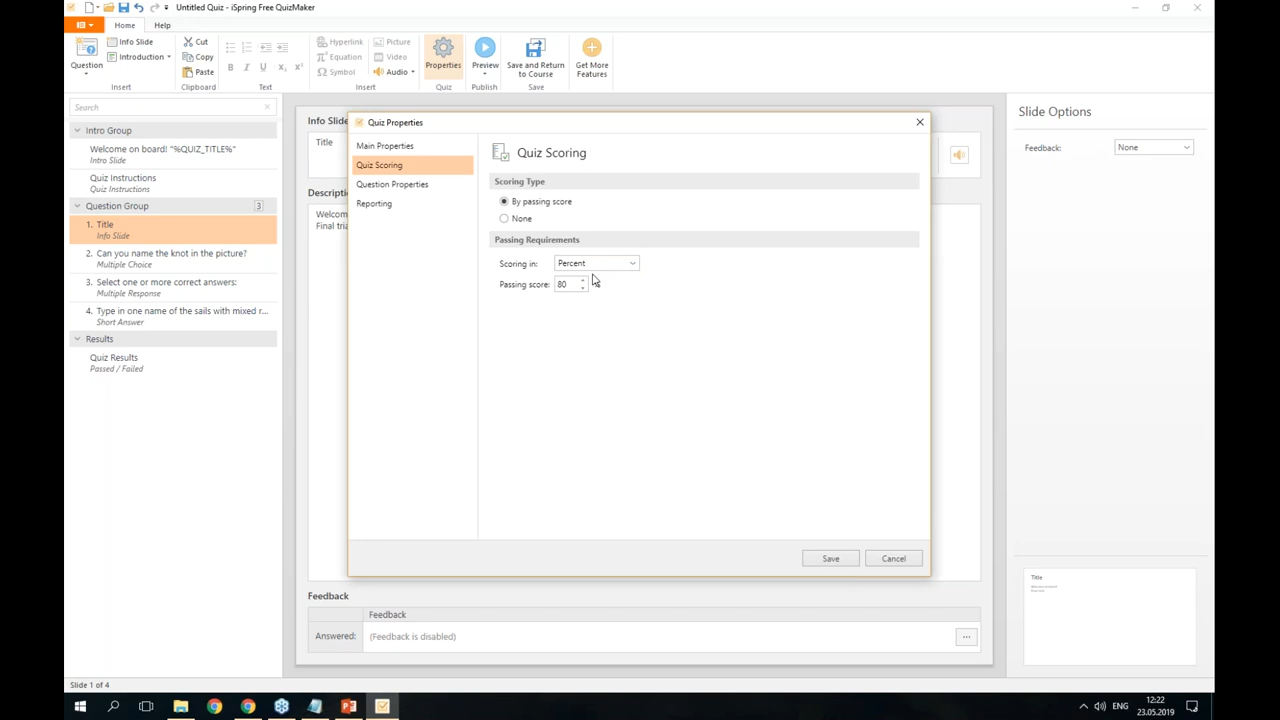 Untitled Quiz - iSpring Free QuizMaker
Home
Help
Question
Info Slide
Introduction
Insert
Cut
Copy
Paste
Clipboard
B I U X₂ X²
Text
Hyperlink
Equation
Symbol
Picture
Video
Audio
Insert
Properties
Quiz
Preview
Publish
Save and Return
to Course
Save
Get More
Features
Search
Intro Group
Welcome on board! "%QUIZ_TITLE%"
Intro Slide
Quiz Instructions
Quiz Instructions
Question Group 3
1. Title
Info Slide
2. Can you name the knot in the picture?
Multiple Choice
3. Select one or more correct answers:
Multiple Response
4. Type in one name of the sails with mixed r...
Short Answer
Results
Quiz Results
Passed / Failed
Slide 1 of 4
Info Slid
Title
Descripti
Welcom
Final tria
Quiz Properties
Main Properties
Quiz Scoring
Question Properties
Reporting
Quiz Scoring
Scoring Type
By passing score
None
Passing Requirements
Scoring in: Percent
Passing score: 80
Save
Cancel
Feedback
Feedback
Answered: (Feedback is disabled) ...
Slide Options
Feedback: None
Title
ENG
12:22
23.05.2019